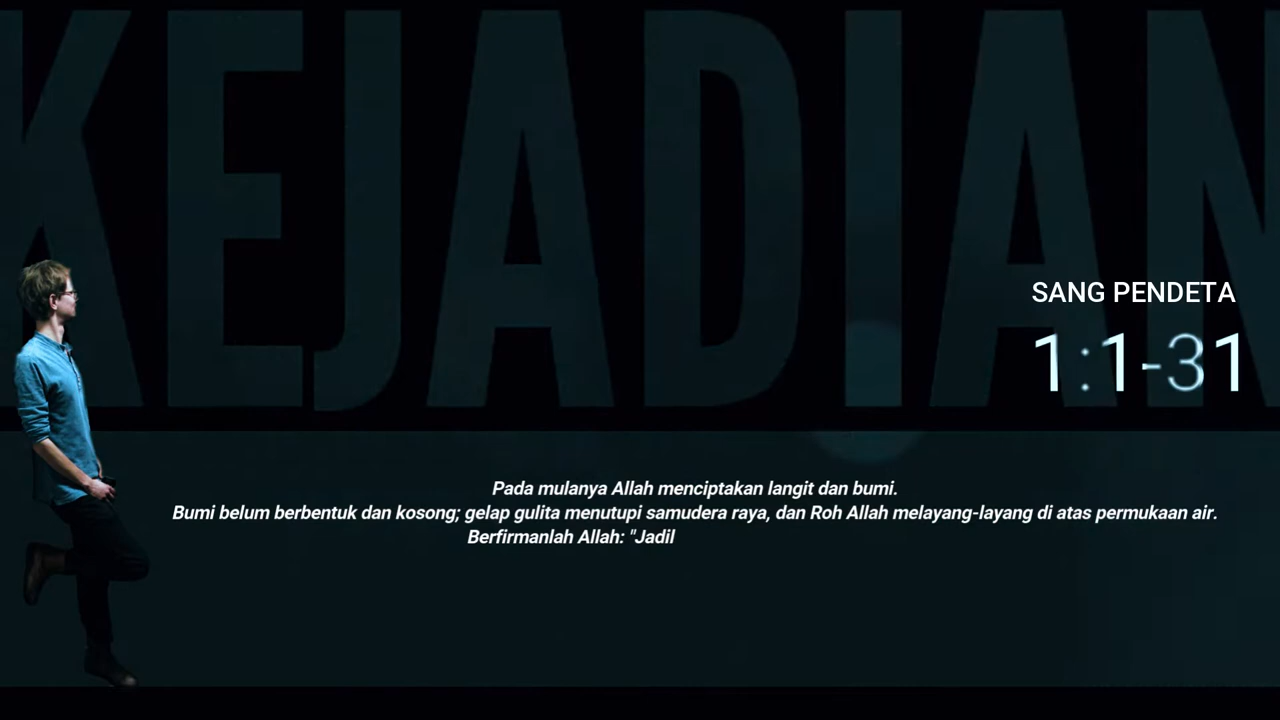 KEJADIAN
SANG PENDETA
1:1-31
Pada mulanya Allah menciptakan langit dan bumi.
Bumi belum berbentuk dan kosong; gelap gulita menutupi samudera raya, dan Roh Allah melayang-layang di atas permukaan air.
Berfirmanlah Allah: "Jadil